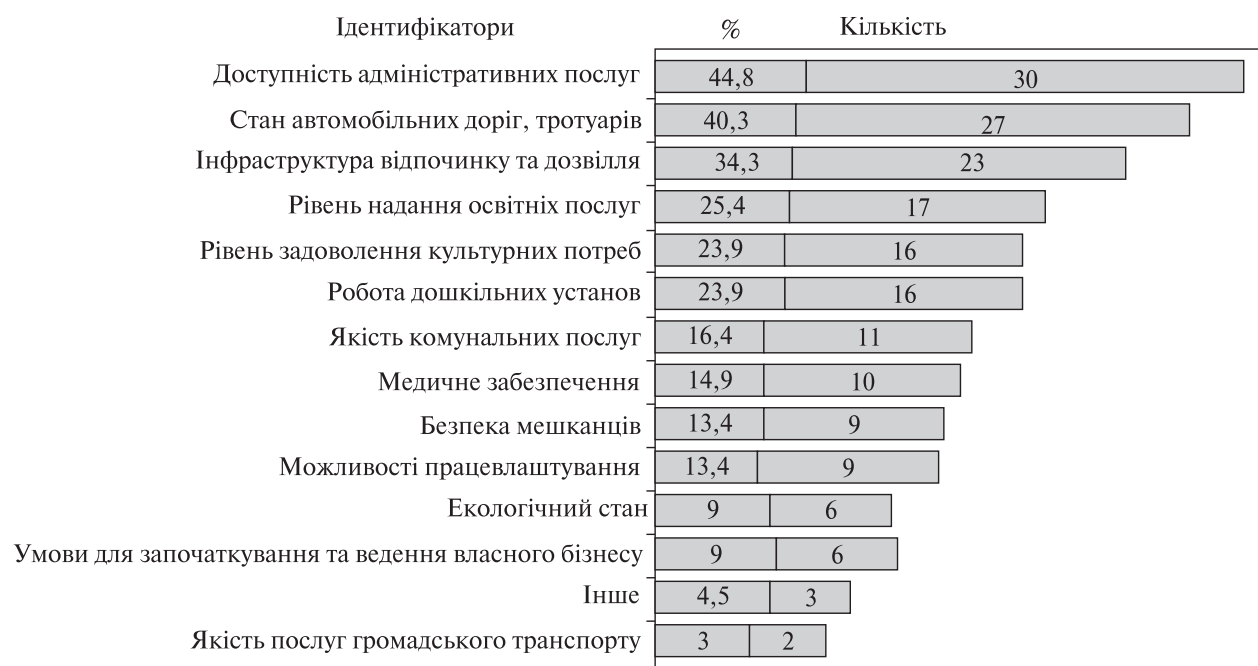 Ідентифікатори % Кількість
Доступність адміністративних послуг 44,8 30
Стан автомобільних доріг, тротуарів 40,3 27
Інфраструктура відпочинку та дозвілля 34,3 23
Рівень надання освітніх послуг 25,4 17
Рівень задоволення культурних потреб 23,9 16
Робота дошкільних установ 23,9 16
Якість комунальних послуг 16,4 11
Медичне забезпечення 14,9 10
Безпека мешканців 13,4 9
Можливості працевлаштування 13,4 9
Екологічний стан 9 6
Умови для започаткування та ведення власного бізнесу 9 6
Інше 4,5 3
Якість послуг громадського транспорту 3 2